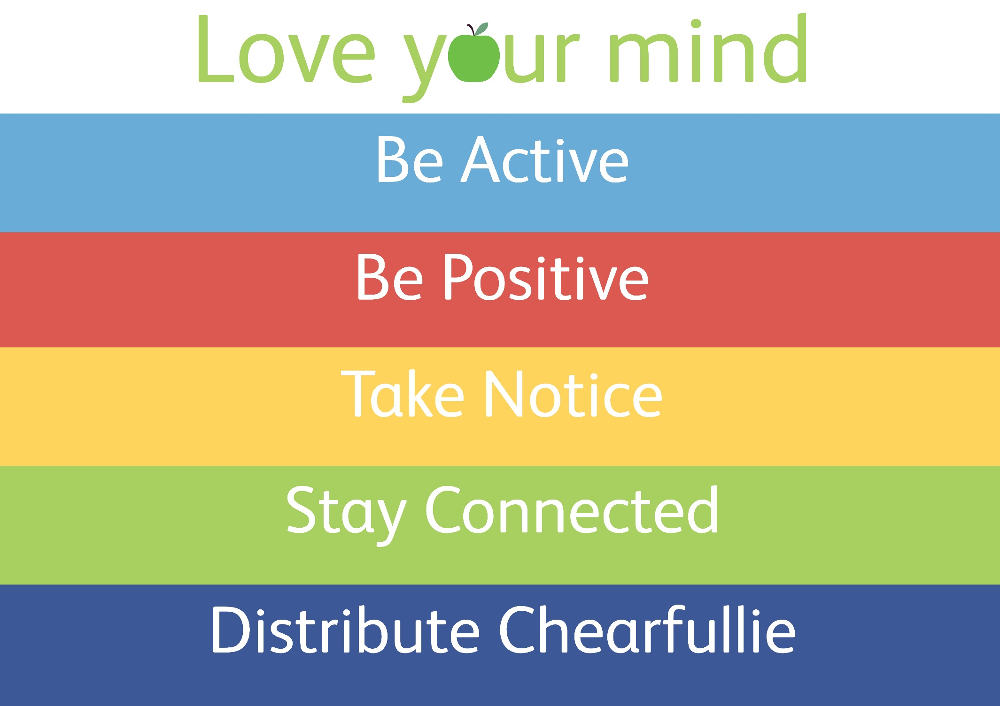 Love your mind
Be Active
Be Positive
Take Notice
Stay Connected
Distribute Chearfullie